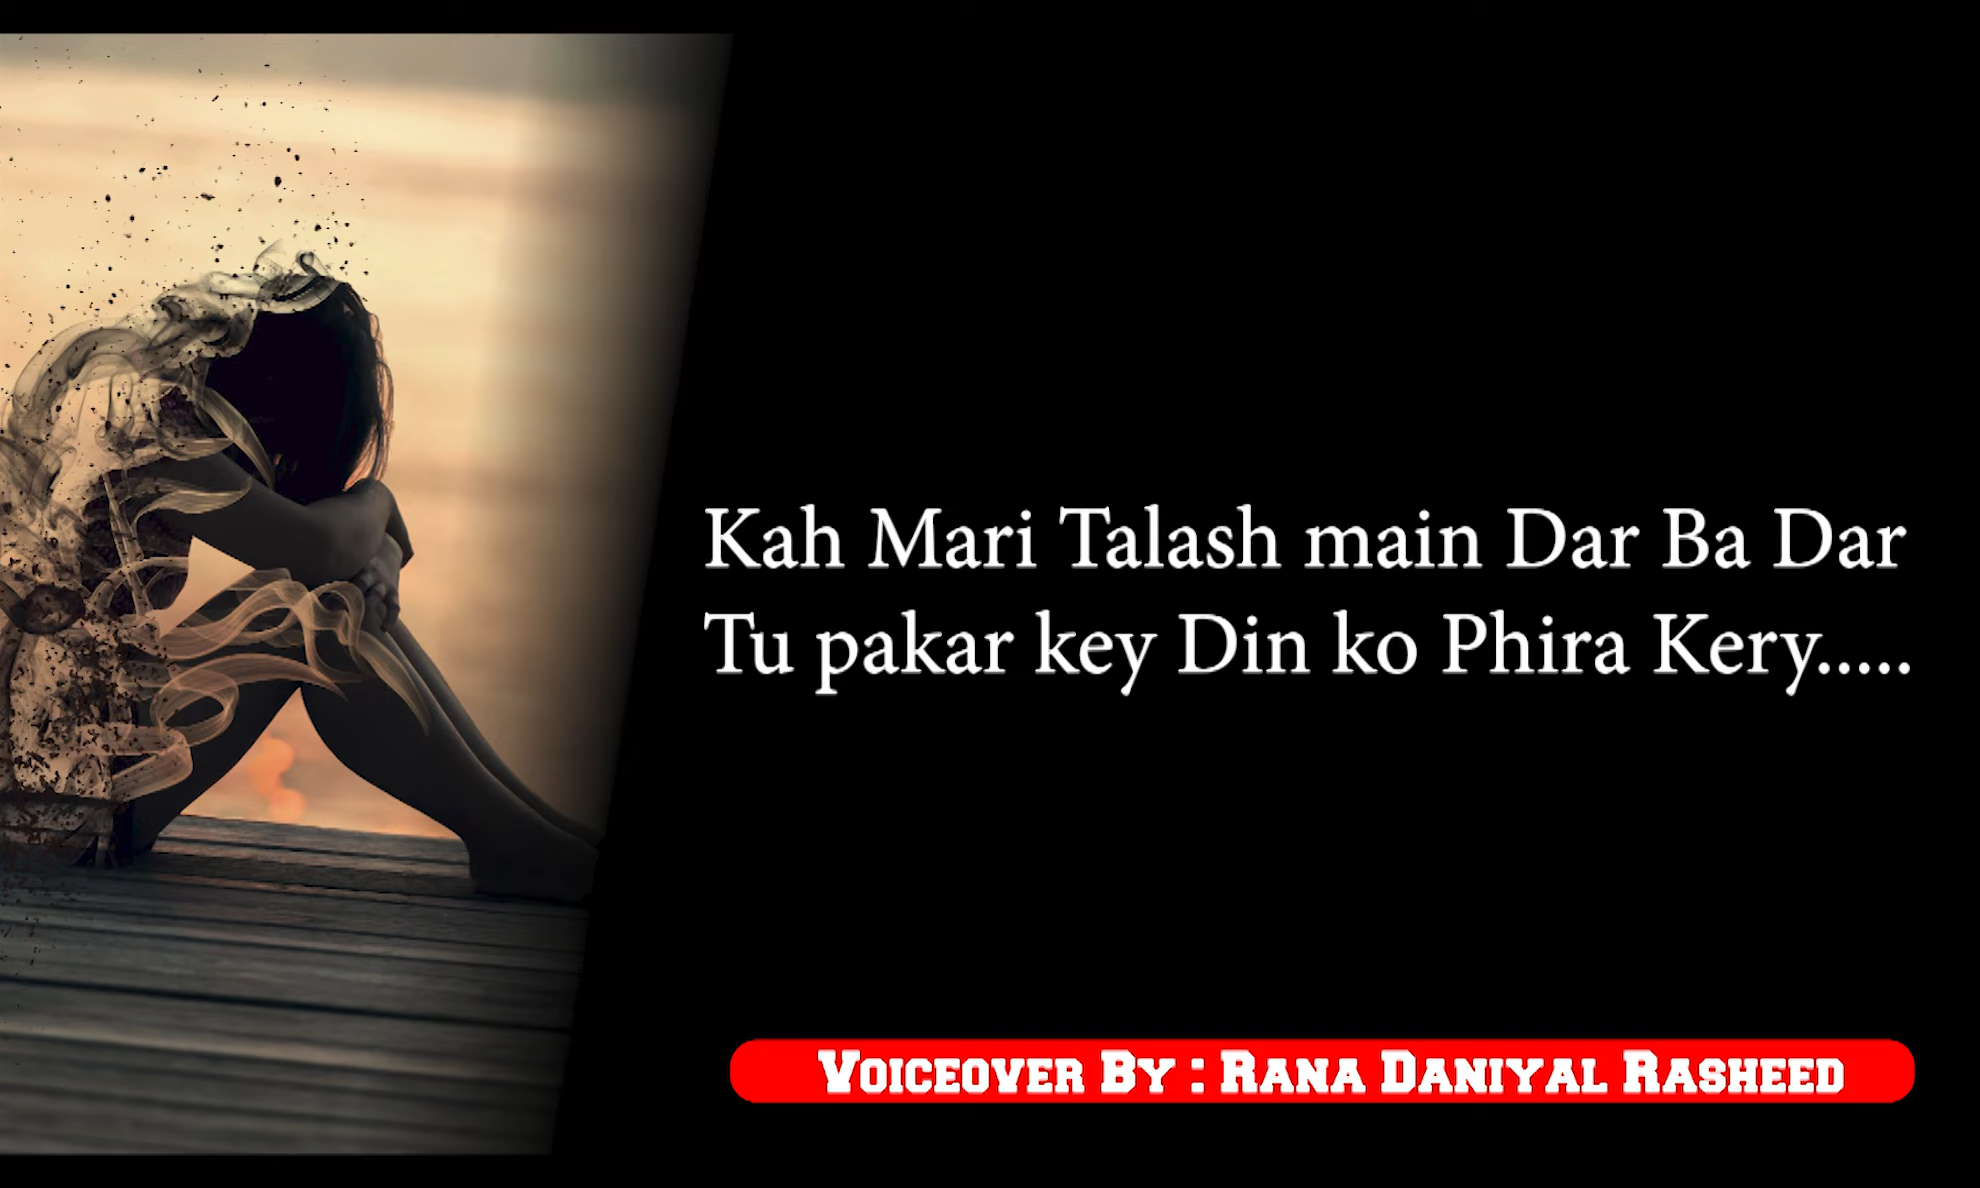 Kah Mari Talash main Dar Ba Dar
Tu pakar key Din ko Phira Kery.....
Voiceover By : Rana Daniyal Rasheed